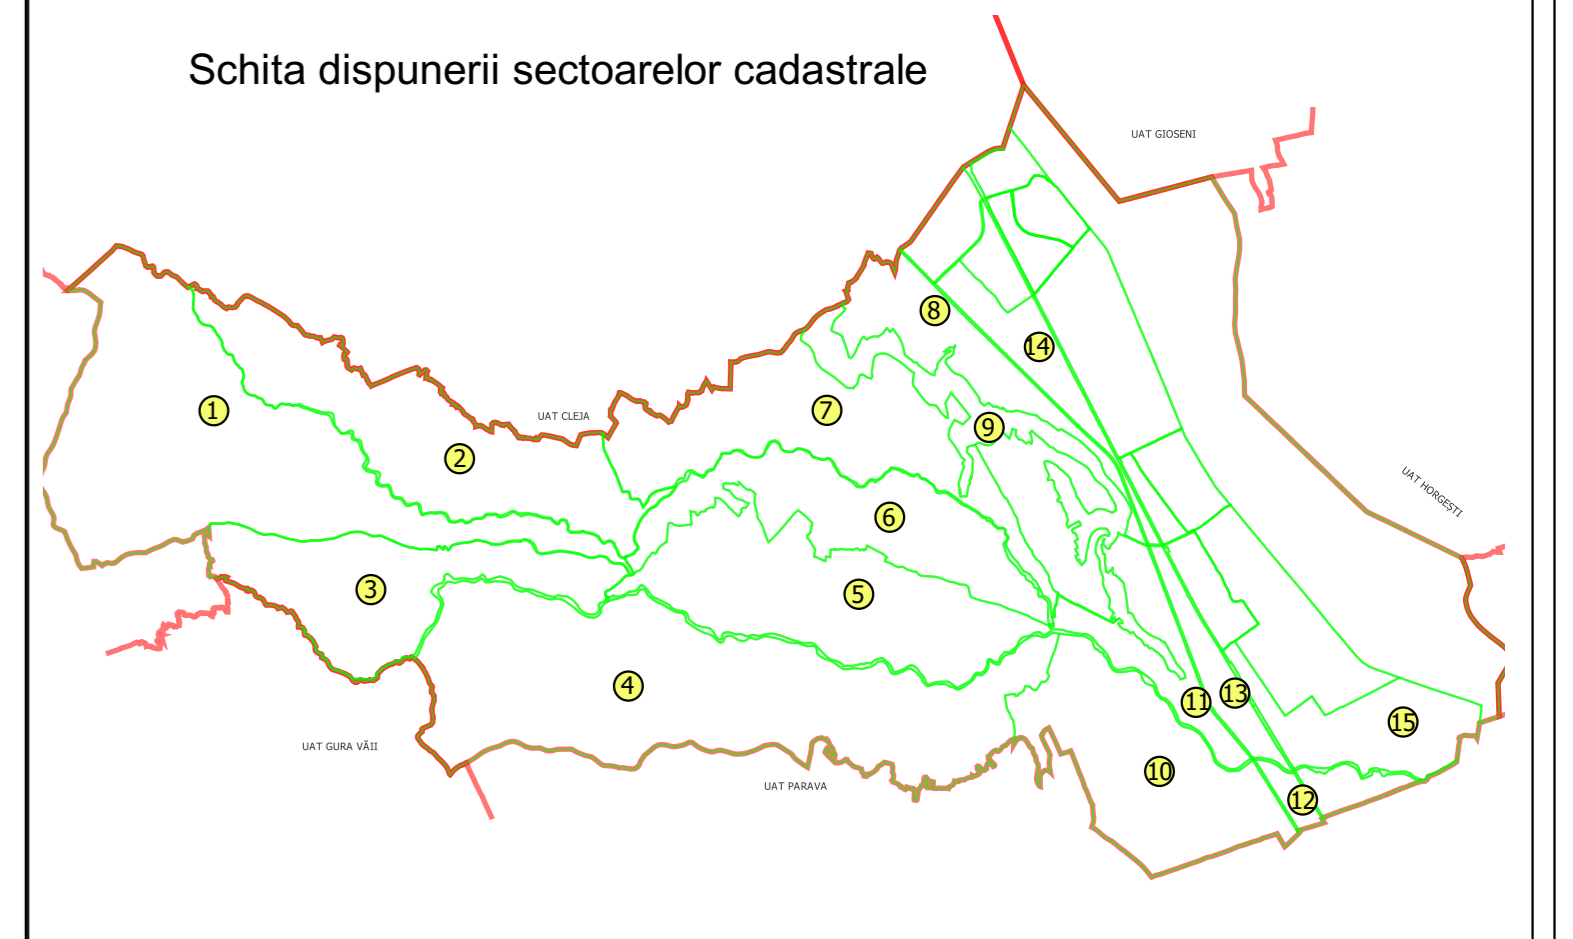 Schita dispunerii sectoarelor cadastrale
UAT GIOSENI
8
14
1
UAT CLEJA
7
9
2
UAT HORGEȘTI
6
3
5
4
11
13
15
UAT GURA VĂII
10
UAT PARAVA
12